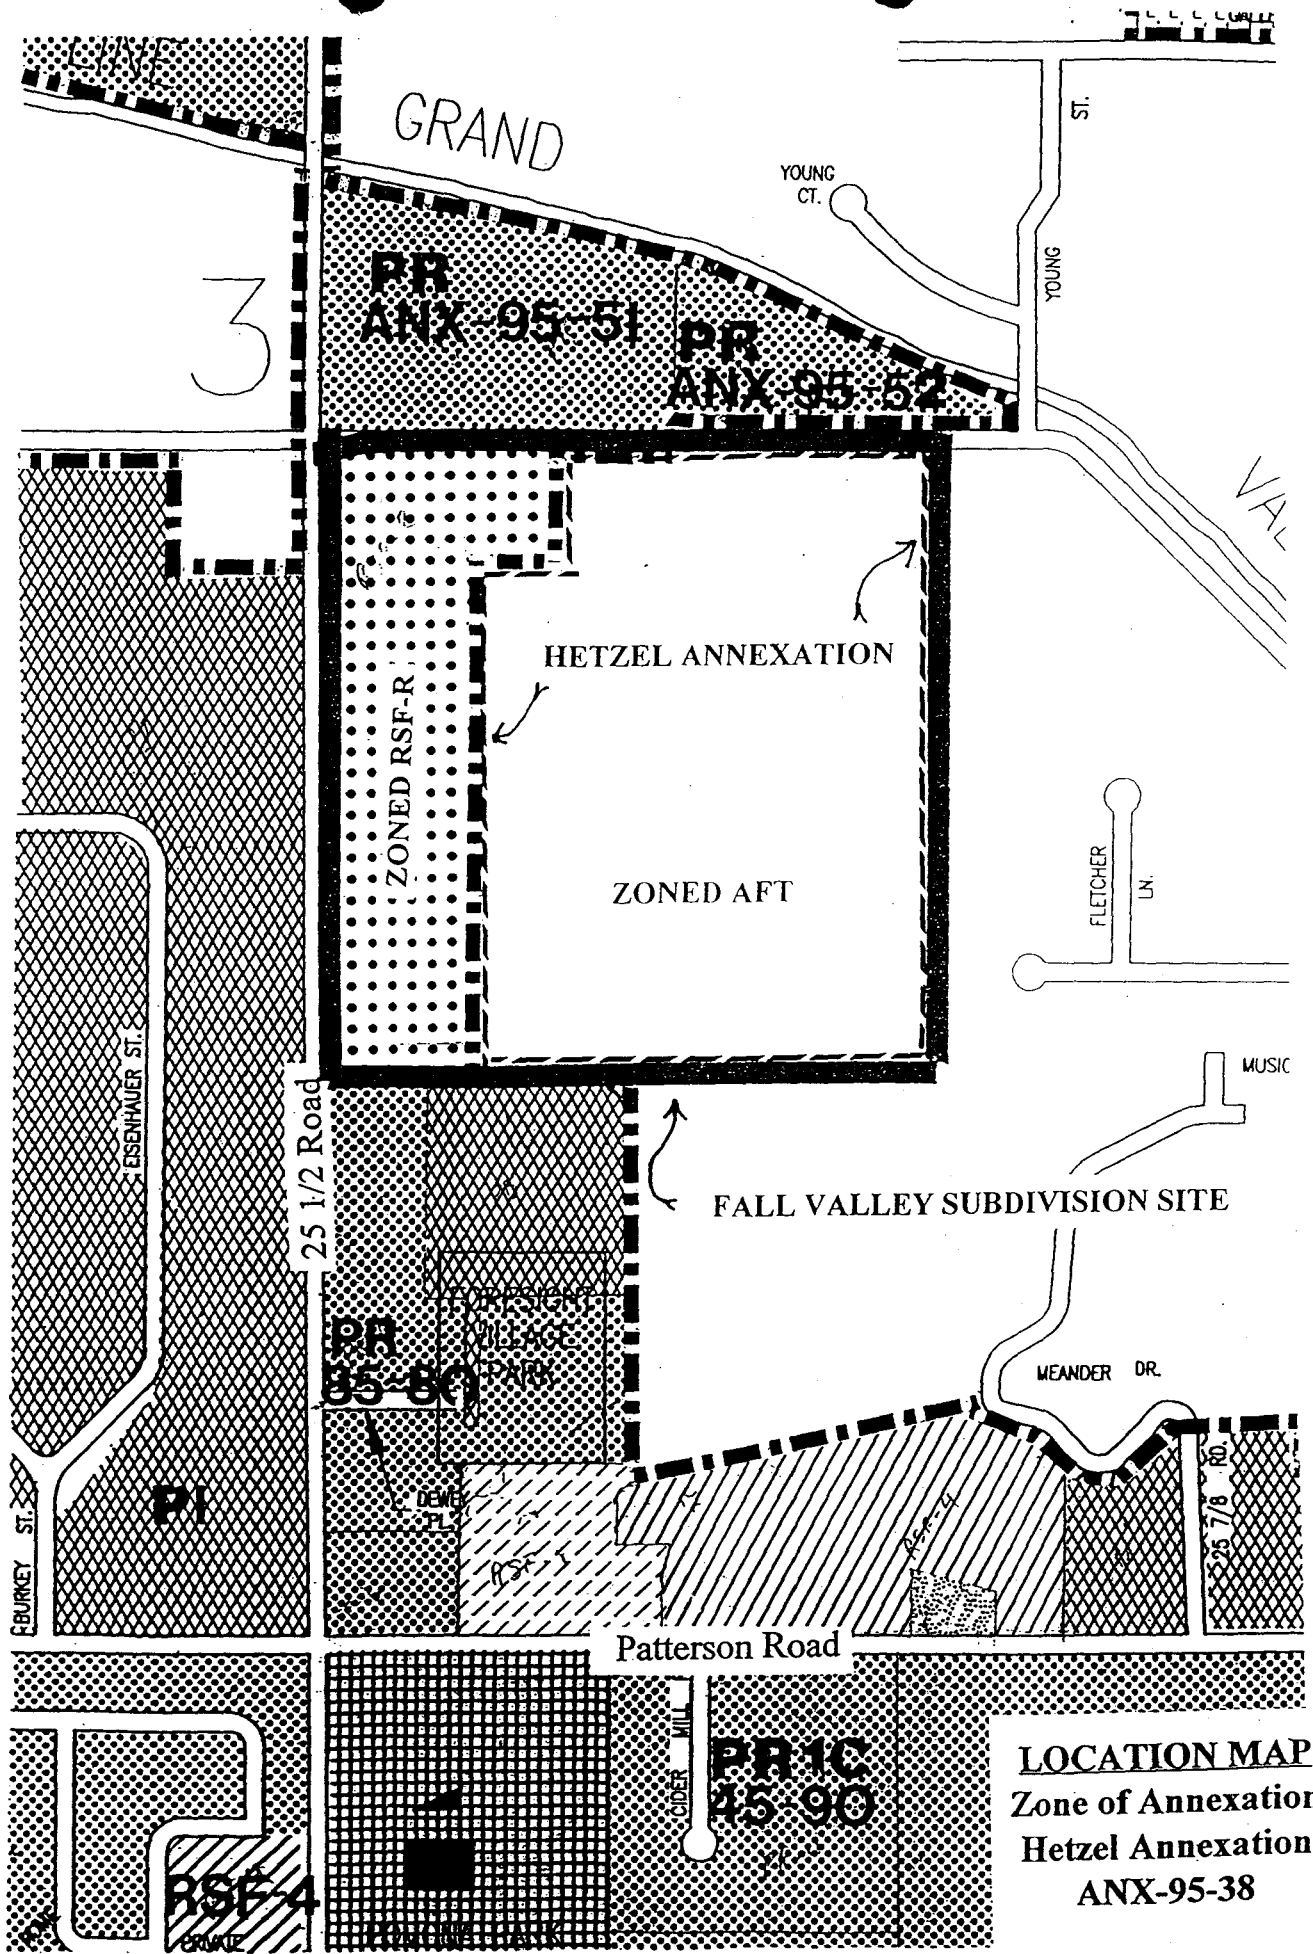 LINE
GRAND
ST.
YOUNG
CT.
YOUNG
3
PR
ANX-95-51
PR
ANX-95-52
HETZEL ANNEXATION
ZONED RSF-R
ZONED AFT
FLETCHER
LN.
EISENHAUER ST.
25 1/2 Road
MUSIC
FALL VALLEY SUBDIVISION SITE
FORESIGHT
VILLAGE
PARK
PR
MEANDER DR.
25 7/8 RD.
PI
BURKEY ST.
RSF-4
Patterson Road
CIDER MILL
PR1C
45-90
RSF-4
PRIVATE
LOCATION MAP
Zone of Annexation
Hetzel Annexation
ANX-95-38